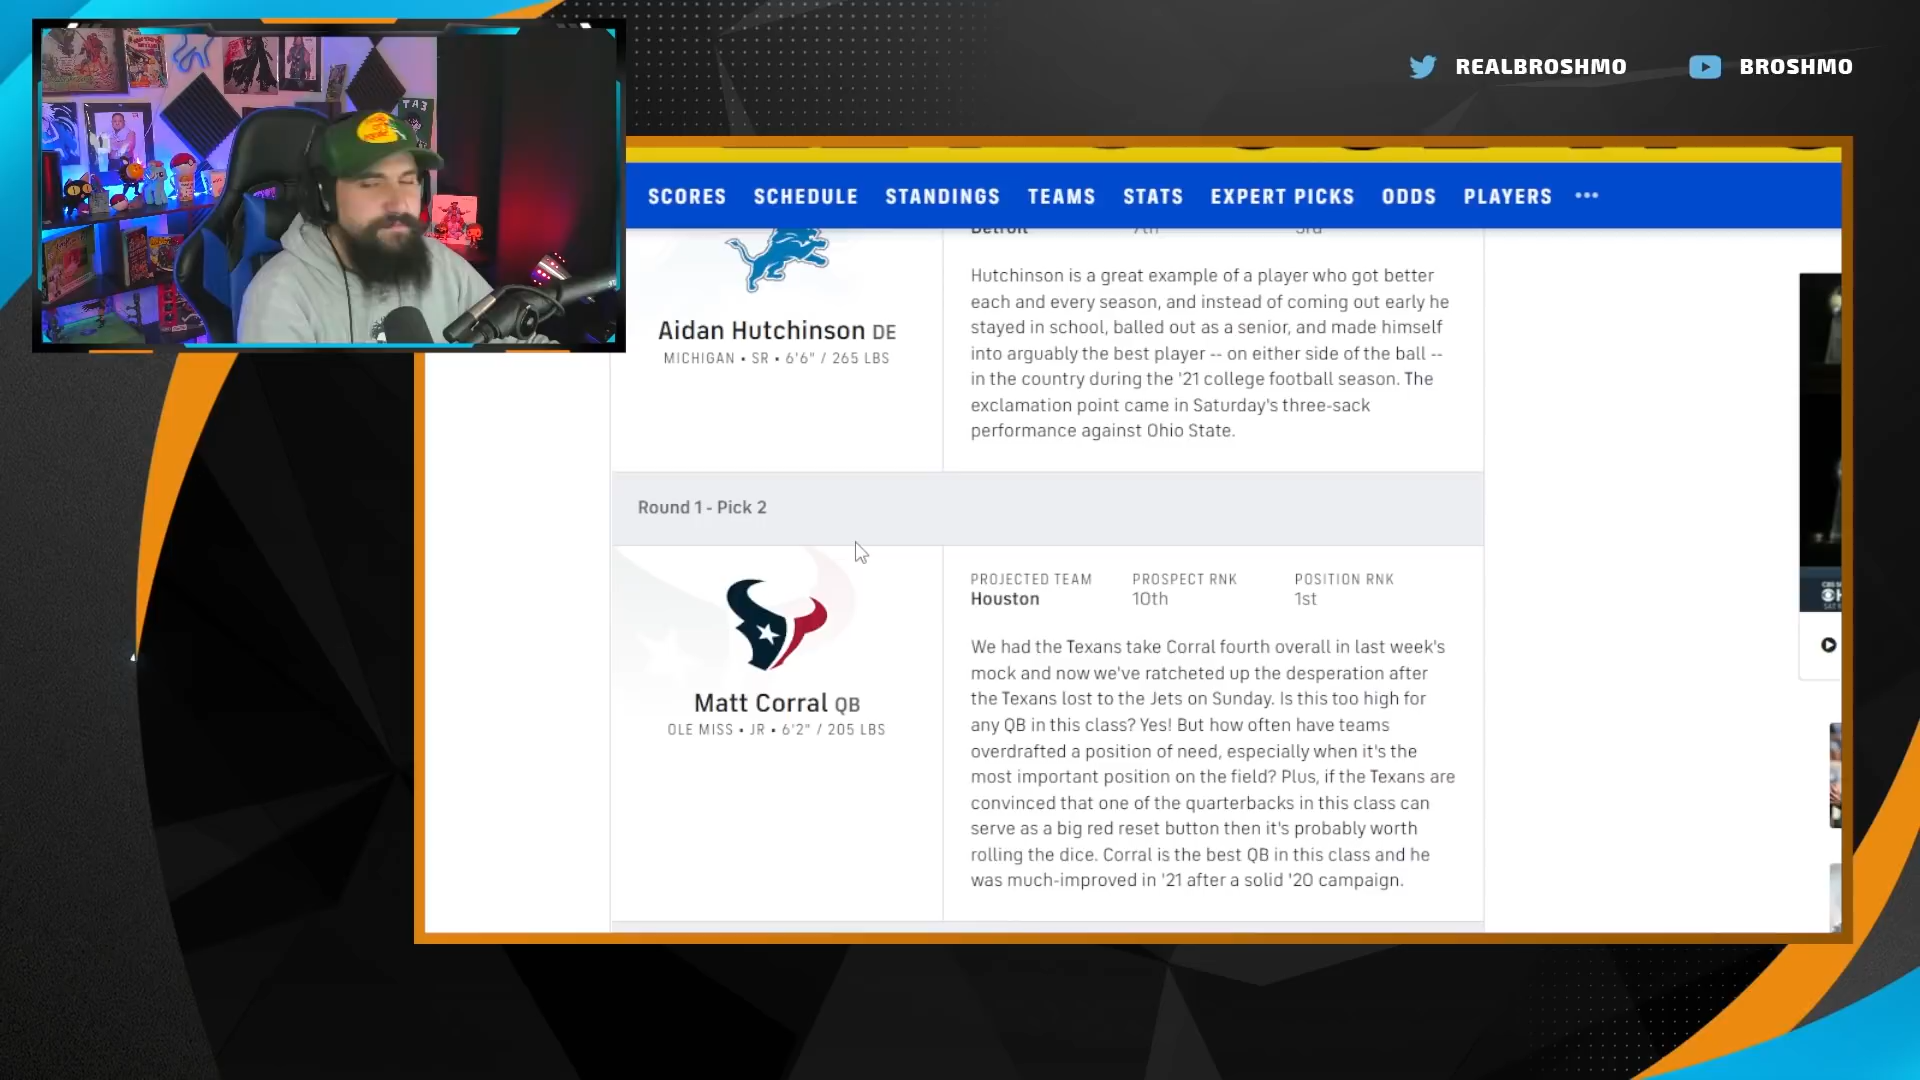 REALBROSHMO
BROSHMO
SCORES SCHEDULE STANDINGS TEAMS STATS EXPERT PICKS ODDS PLAYERS •••
Detroit 7th 3rd
Aidan Hutchinson DE
MICHIGAN • SR • 6'6" / 265 LBS
Hutchinson is a great example of a player who got better
each and every season, and instead of coming out early he
stayed in school, balled out as a senior, and made himself
into arguably the best player -- on either side of the ball --
in the country during the '21 college football season. The
exclamation point came in Saturday's three-sack
performance against Ohio State.
Round 1 - Pick 2
PROJECTED TEAM PROSPECT RNK POSITION RNK
Houston 10th 1st
Matt Corral QB
OLE MISS • JR • 6'2" / 205 LBS
We had the Texans take Corral fourth overall in last week's
mock and now we've ratcheted up the desperation after
the Texans lost to the Jets on Sunday. Is this too high for
any QB in this class? Yes! But how often have teams
overdrafted a position of need, especially when it's the
most important position on the field? Plus, if the Texans are
convinced that one of the quarterbacks in this class can
serve as a big red reset button then it's probably worth
rolling the dice. Corral is the best QB in this class and he
was much-improved in '21 after a solid '20 campaign.